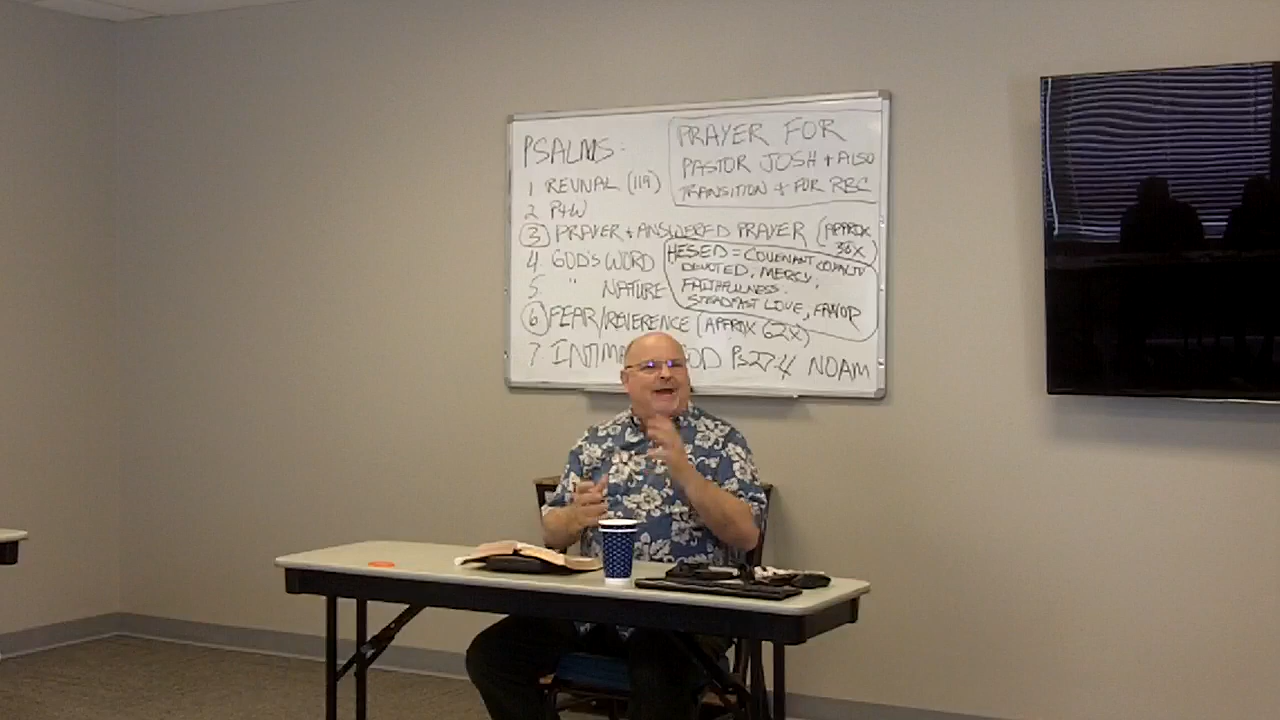 PSALMS:
PRAYER FOR
PASTOR JOSH + ALSO
TRANSITION + FOR RBC
1 REVIVAL (119)
2 P+W
3 PRAYER + ANSWERED PRAYER (APPROX
36X)
4 GOD'S WORD
5 " NATURE
HESED = COVENANT LOYALTY
DEVOTED, MERCY,
FAITHFULNESS.
STEADFAST LOVE, FAVOR
6 FEAR/REVERENCE (APPROX 62X)
7 INTIMA OD Ps 27-4 NOAM